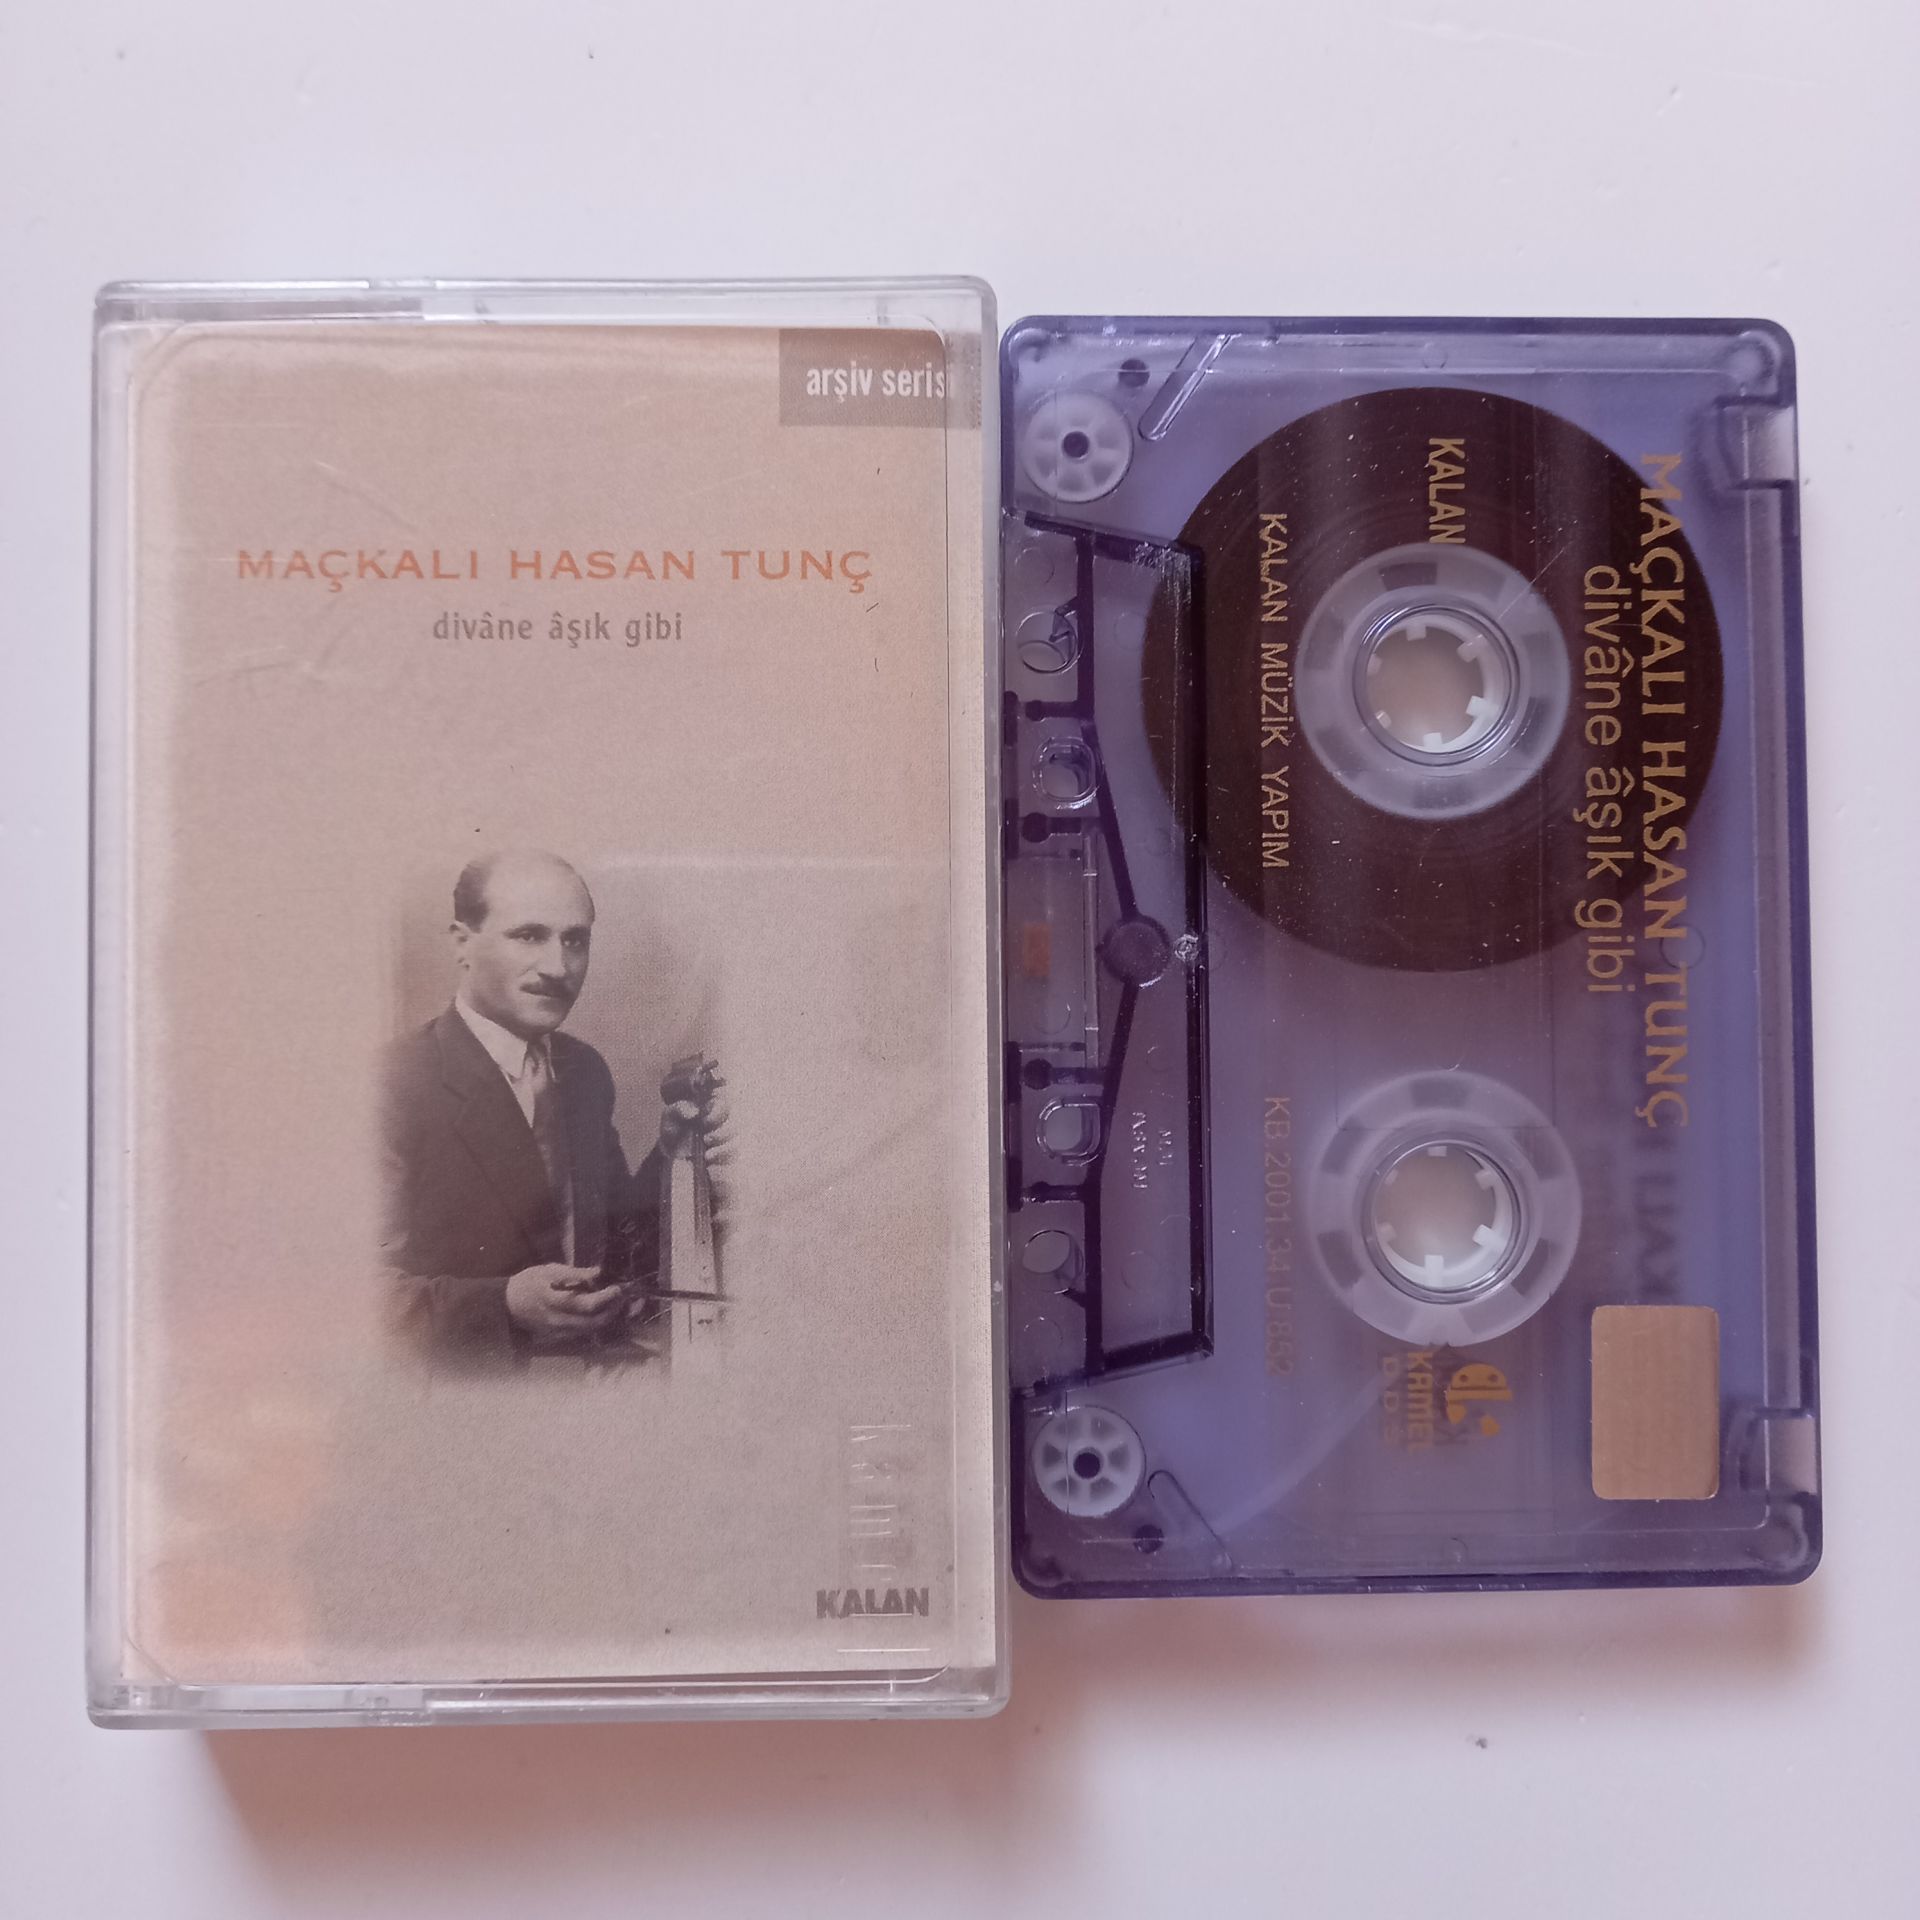 arşiv serisi
MAÇKALI HASAN TUNÇ
divâne âşık gibi
KALAN
MAÇKALI HASAN TUNÇ
divâne âşık gibi
KALAN
KALAN MÜZİK YAPIM
KB.2001.34.U.852
KAMEL